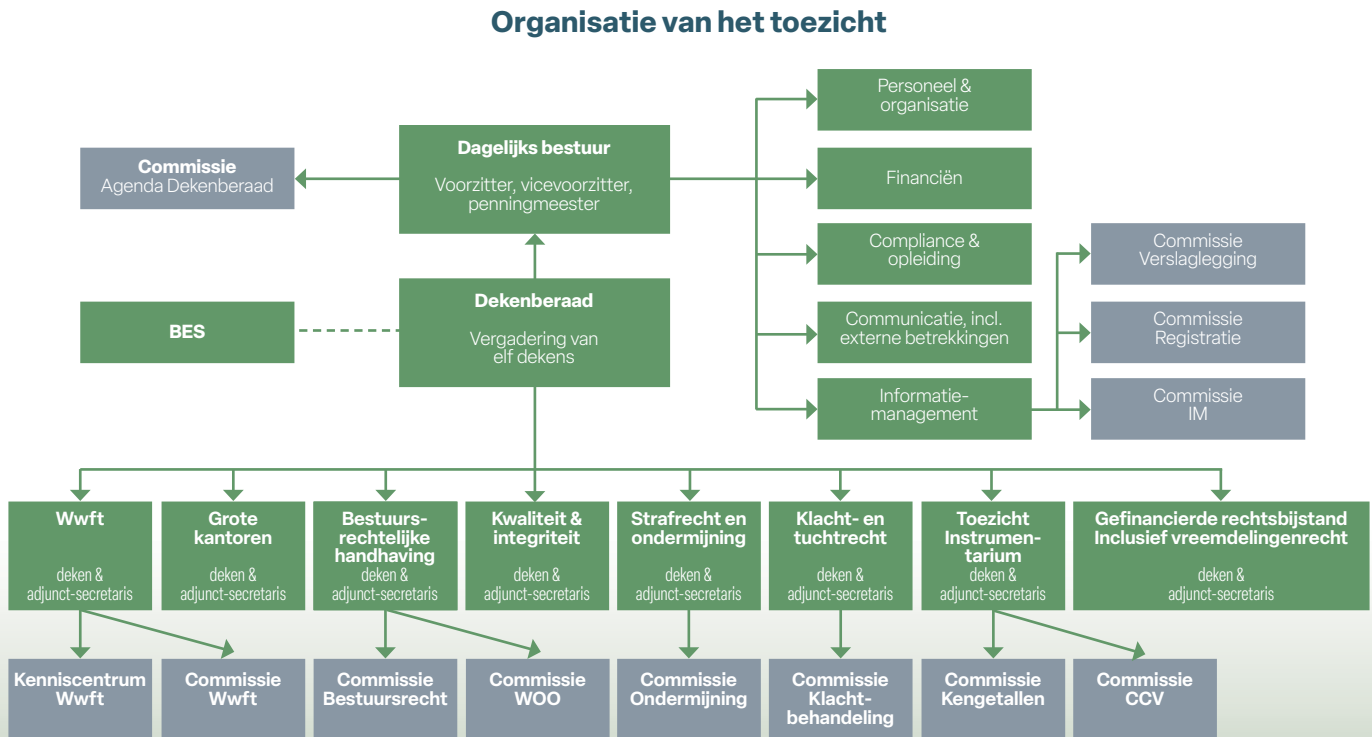 Organisatie van het toezicht
Personeel &
organisatie
Dagelijks bestuur
Voorzitter, vicevoorzitter,
penningmeester
Commissie
Agenda Dekenberaad
Financiën
Compliance &
opleiding
Commissie
Verslaglegging
Dekenberaad
Vergadering van
elf dekens
BES
Communicatie, incl.
externe betrekkingen
Commissie
Registratie
Informatie-
management
Commissie
IM
Wwft
deken &
adjunct-secretaris
Grote
kantoren
deken &
adjunct-secretaris
Bestuurs-
rechtelijke
handhaving
deken &
adjunct-secretaris
Kwaliteit &
integriteit
deken &
adjunct-secretaris
Strafrecht en
ondermijning
deken &
adjunct-secretaris
Klacht- en
tuchtrecht
deken &
adjunct-secretaris
Toezicht
Instrumen-
tarium
deken &
adjunct-secretaris
Gefinancierde rechtsbijstand
Inclusief vreemdelingenrecht
deken &
adjunct-secretaris
Kenniscentrum
Wwft
Commissie
Wwft
Commissie
Bestuursrecht
Commissie
WOO
Commissie
Ondermijning
Commissie
Klacht-
behandeling
Commissie
Kengetallen
Commissie
CCV